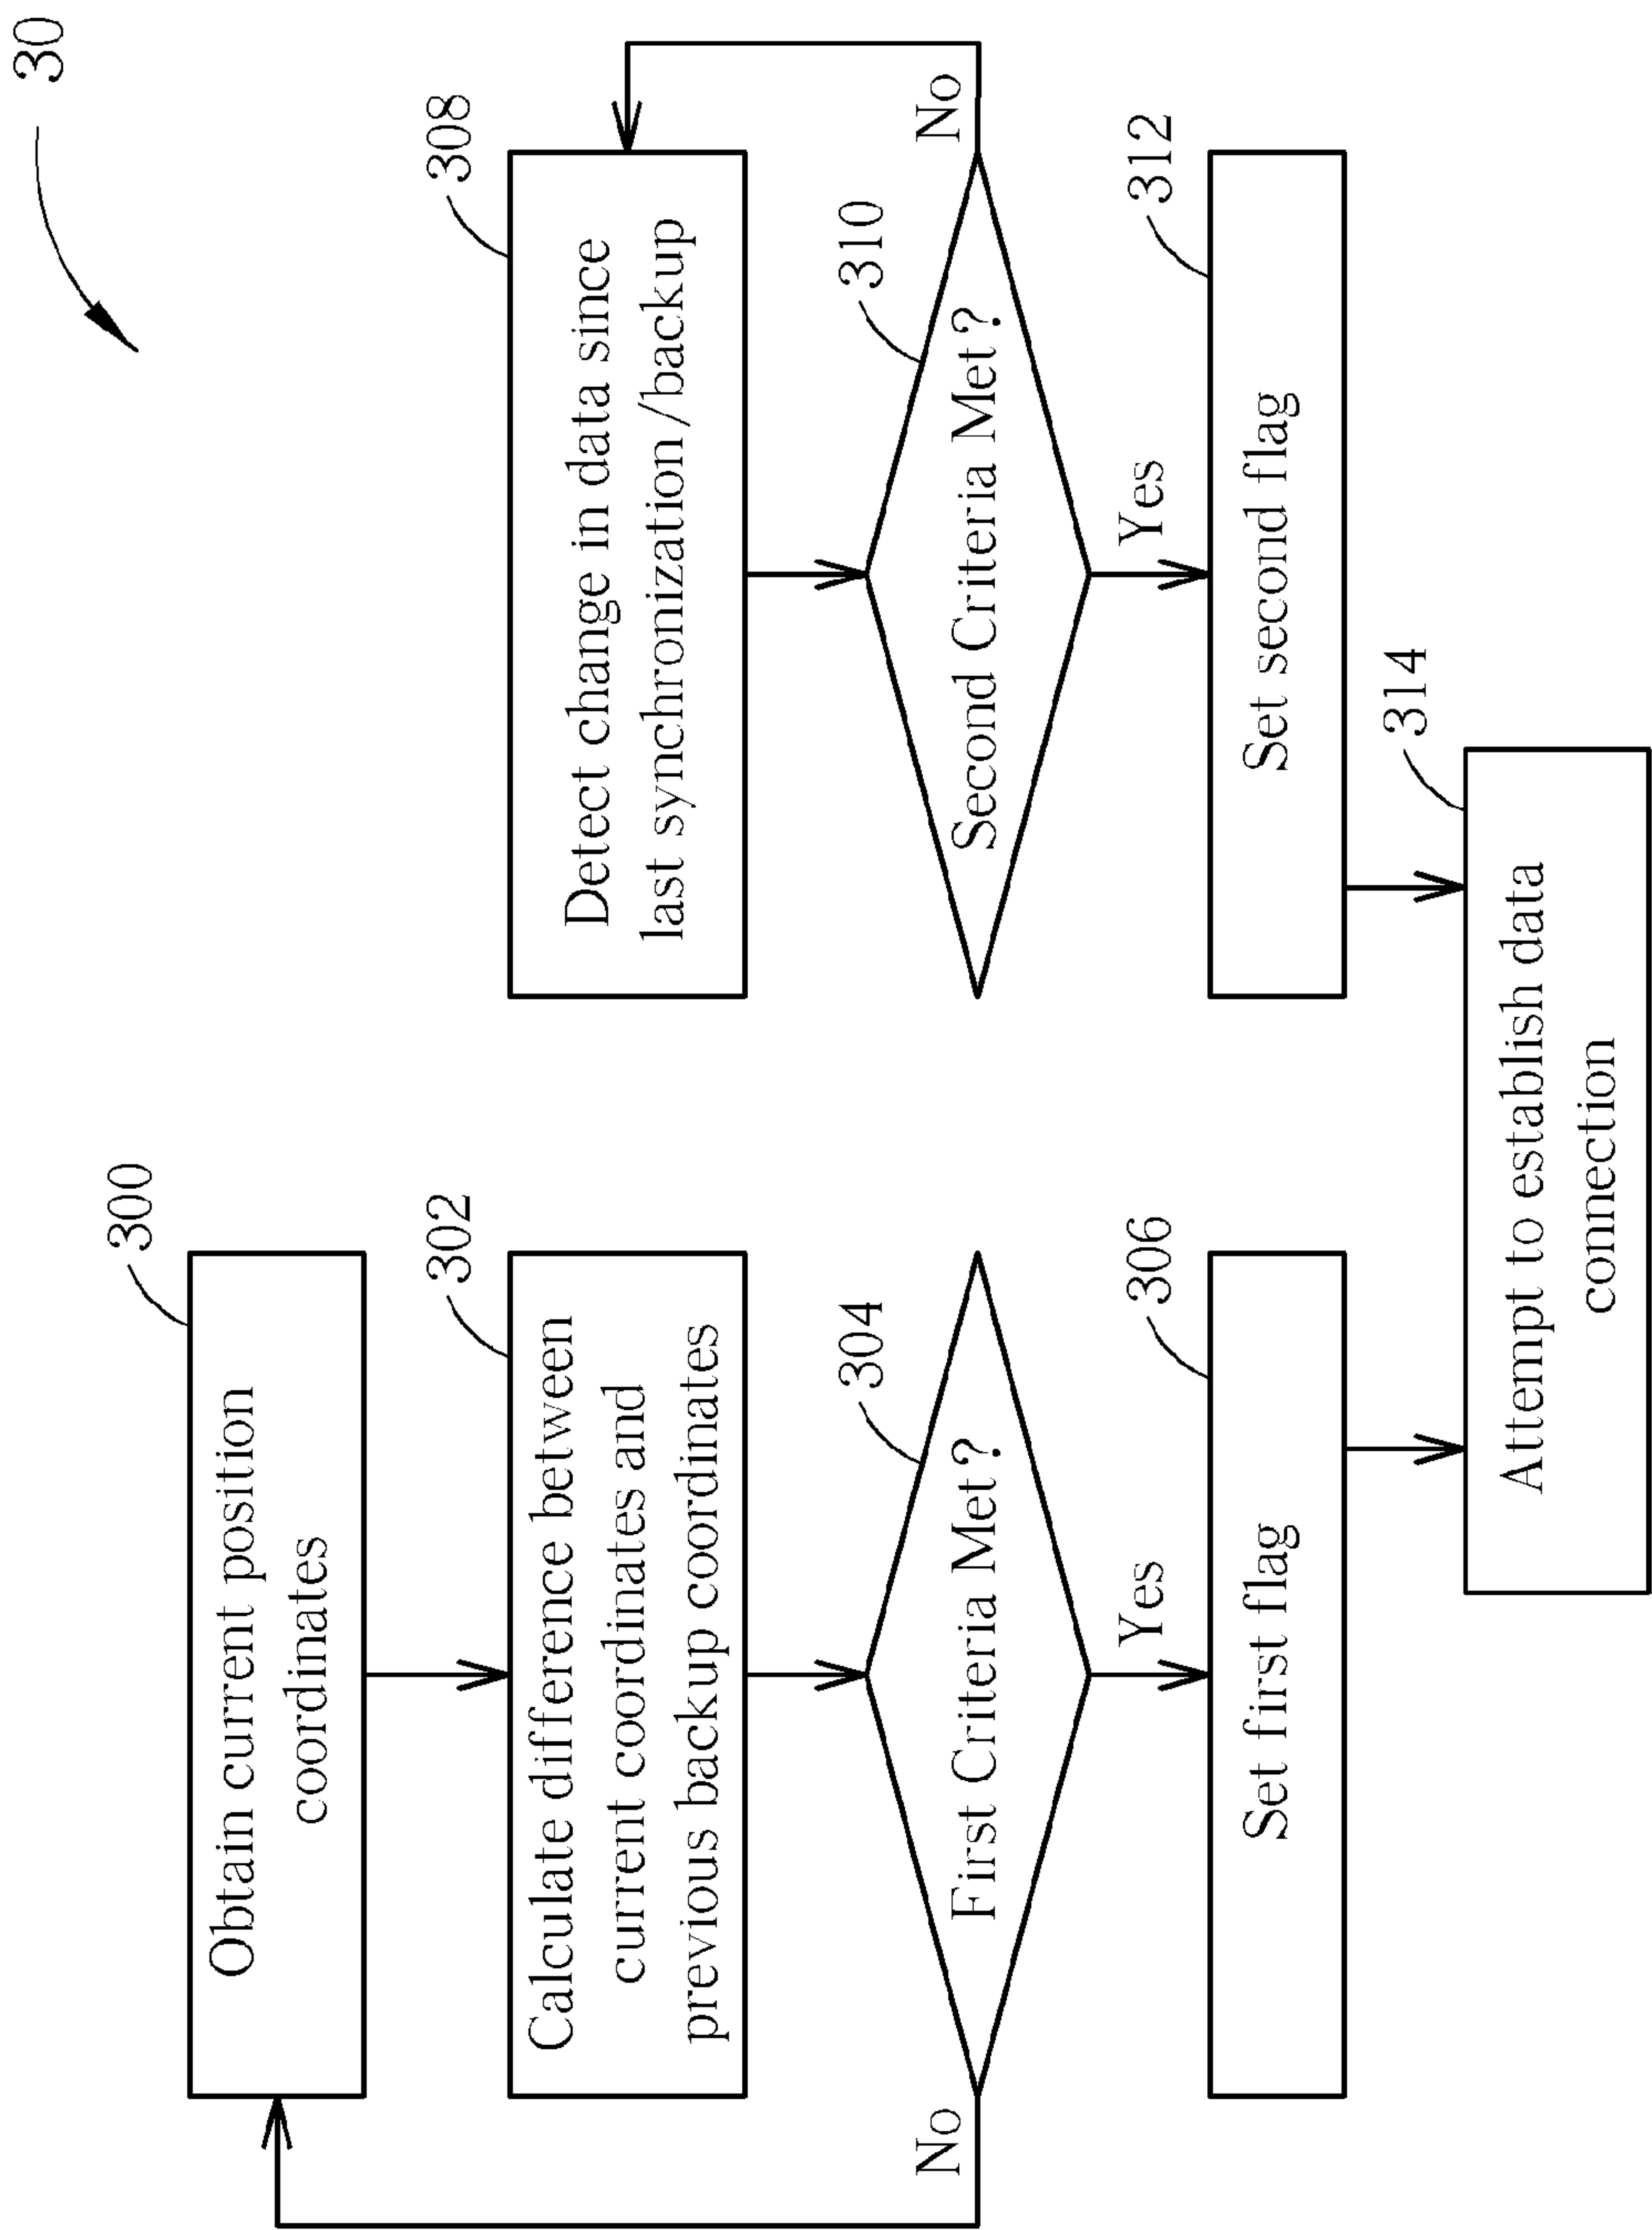 30
300
Obtain current position
coordinates
302
Calculate difference between
current coordinates and
previous backup coordinates
304
First Criteria Met?
No
Yes
306
Set first flag
308
Detect change in data since
last synchronization/backup
310
Second Criteria Met?
No
Yes
312
Set second flag
314
Attempt to establish data
connection